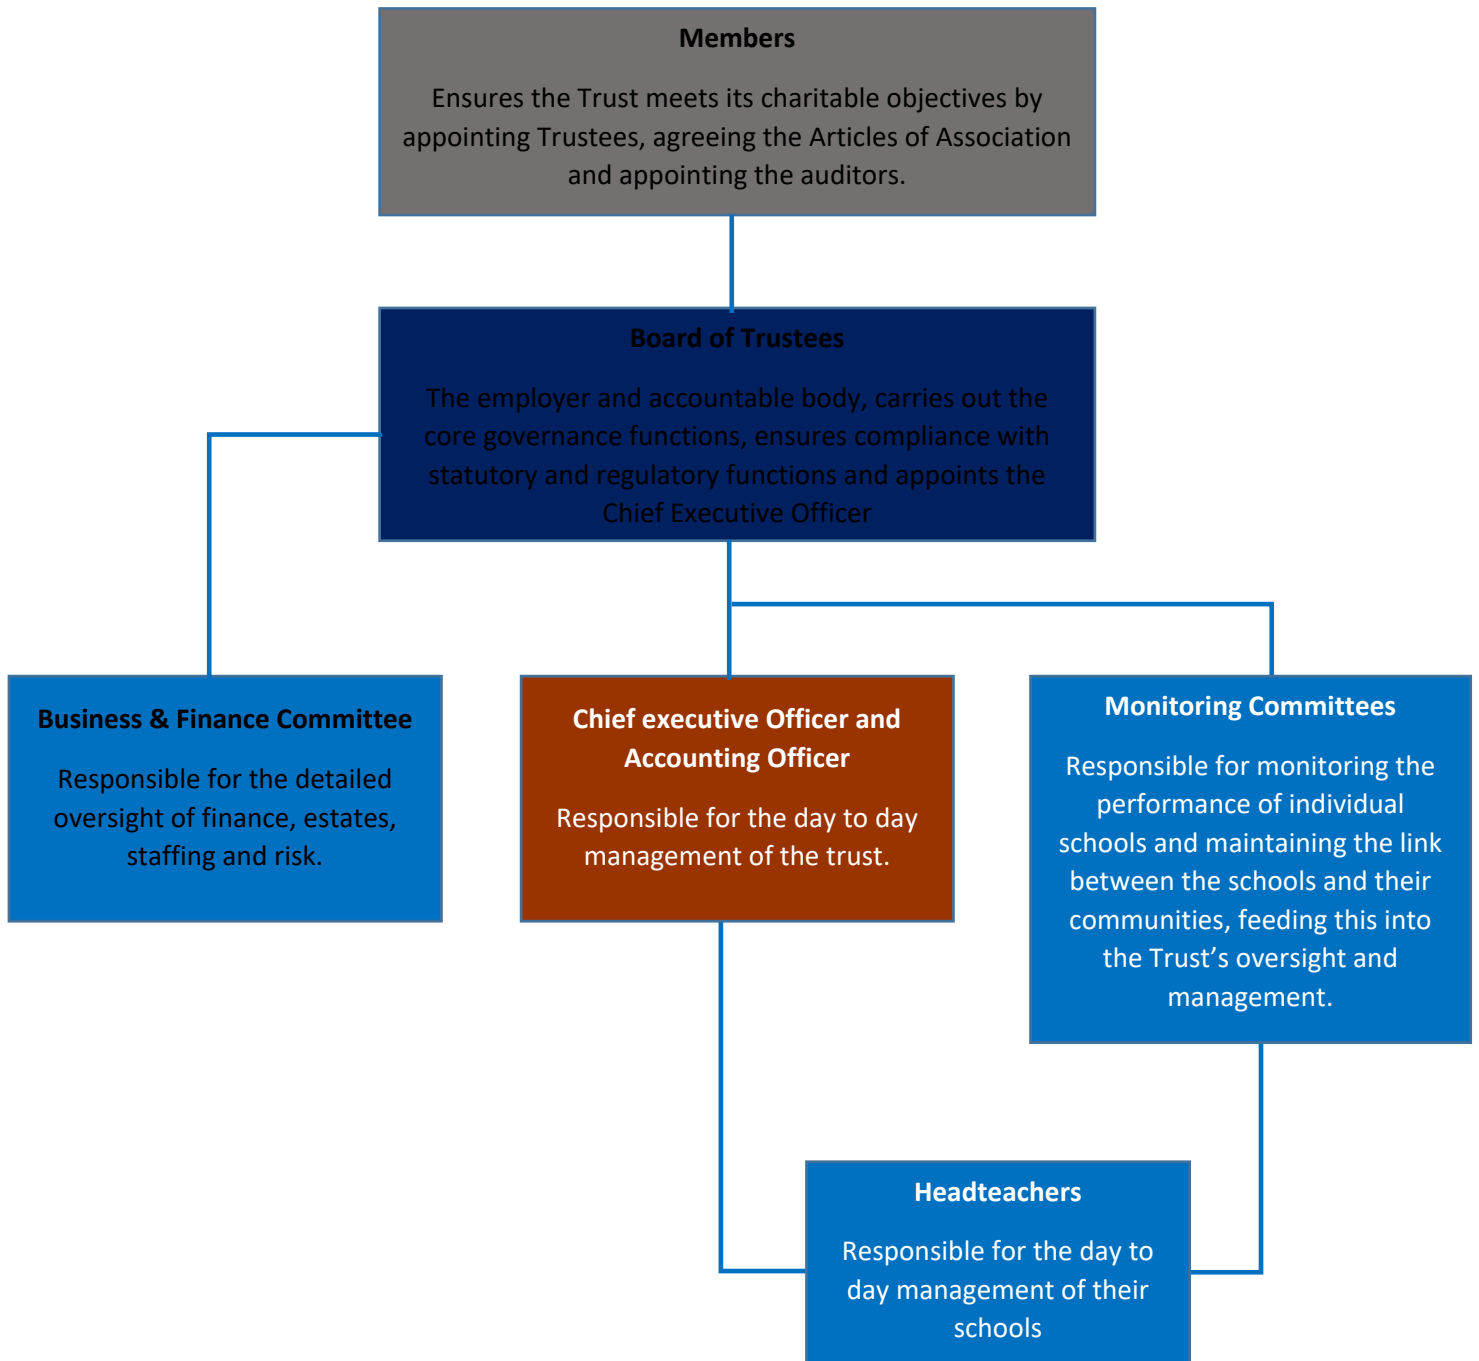 Members
Ensures the Trust meets its charitable objectives by
appointing Trustees, agreeing the Articles of Association
and appointing the auditors.
Board of Trustees
The employer and accountable body, carries out the
core governance functions, ensures compliance with
statutory and regulatory functions and appoints the
Chief Executive Officer
Business & Finance Committee
Responsible for the detailed
oversight of finance, estates,
staffing and risk.
Chief executive Officer and
Accounting Officer
Responsible for the day to day
management of the trust.
Monitoring Committees
Responsible for monitoring the
performance of individual
schools and maintaining the link
between the schools and their
communities, feeding this into
the Trust’s oversight and
management.
Headteachers
Responsible for the day to
day management of their
schools